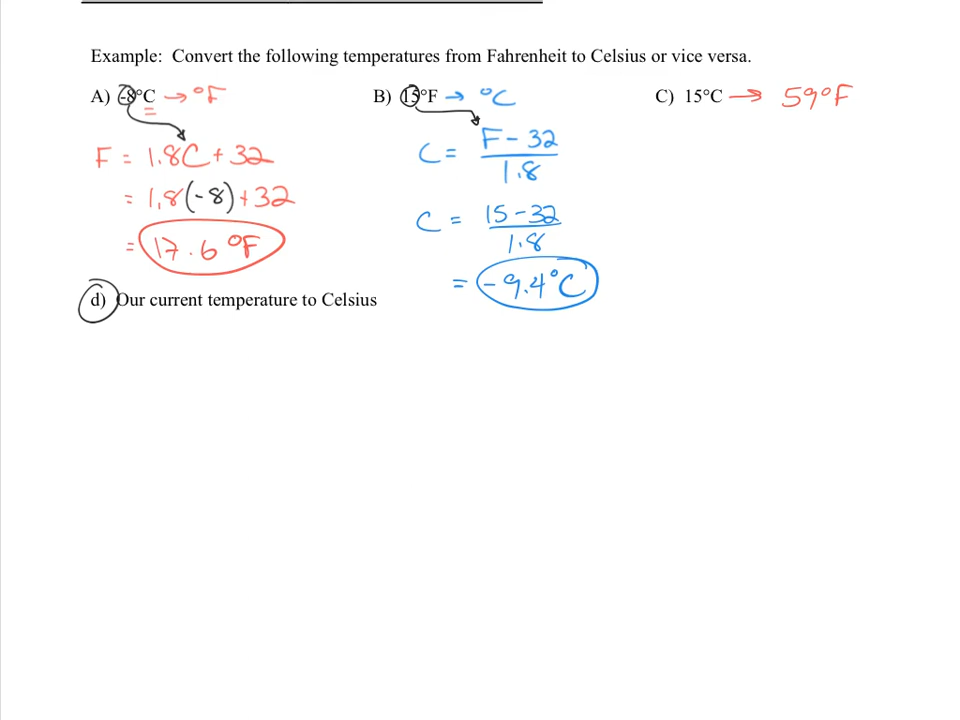 Example: Convert the following temperatures from Fahrenheit to Celsius or vice versa.
A) -8°C → °F
F = 1.8C + 32
= 1.8(-8) + 32
= 17.6 °F
B) 15°F → °C
C = F - 32 / 1.8
C = 15 - 32 / 1.8
= -9.4°C
C) 15°C → 59°F
d) Our current temperature to Celsius